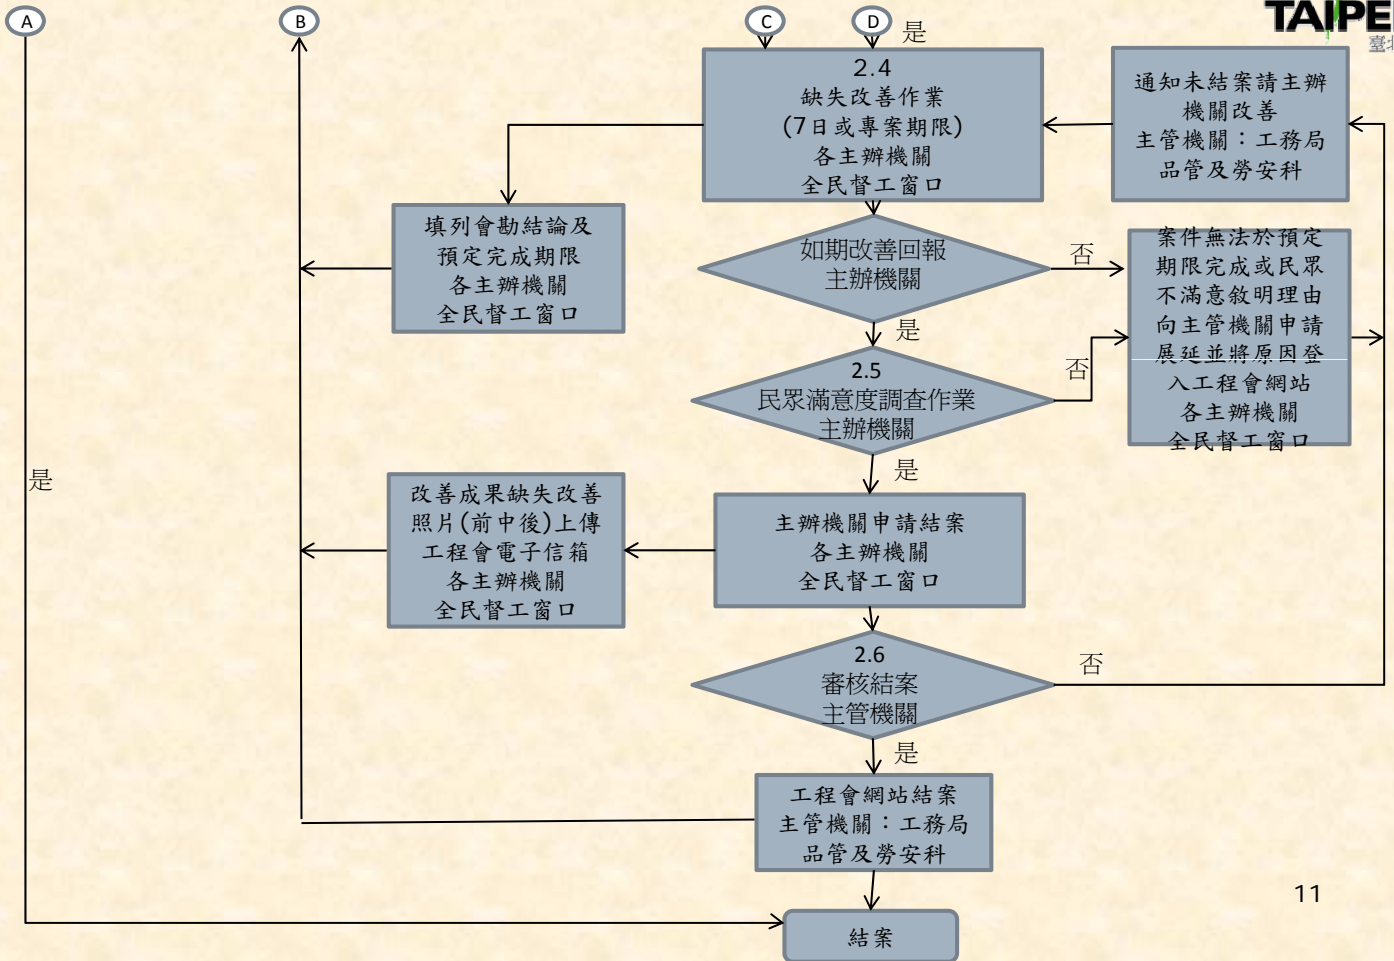 A
B
C
D
TAIPE
臺北
是
2.4
缺失改善作業
(7日或專案期限)
各主辦機關
全民督工窗口
通知未結案請主辦
機關改善
主管機關：工務局
品管及勞安科
填列會勘結論及
預定完成期限
各主辦機關
全民督工窗口
如期改善回報
主辦機關
否
案件無法於預定
期限完成或民眾
不滿意敘明理由
向主管機關申請
展延並將原因登
入工程會網站
各主辦機關
全民督工窗口
是
2.5
民眾滿意度調查作業
主辦機關
否
是
是
改善成果缺失改善
照片(前中後)上傳
工程會電子信箱
各主辦機關
全民督工窗口
主辦機關申請結案
各主辦機關
全民督工窗口
2.6
審核結案
主管機關
否
是
工程會網站結案
主管機關：工務局
品管及勞安科
結案
11